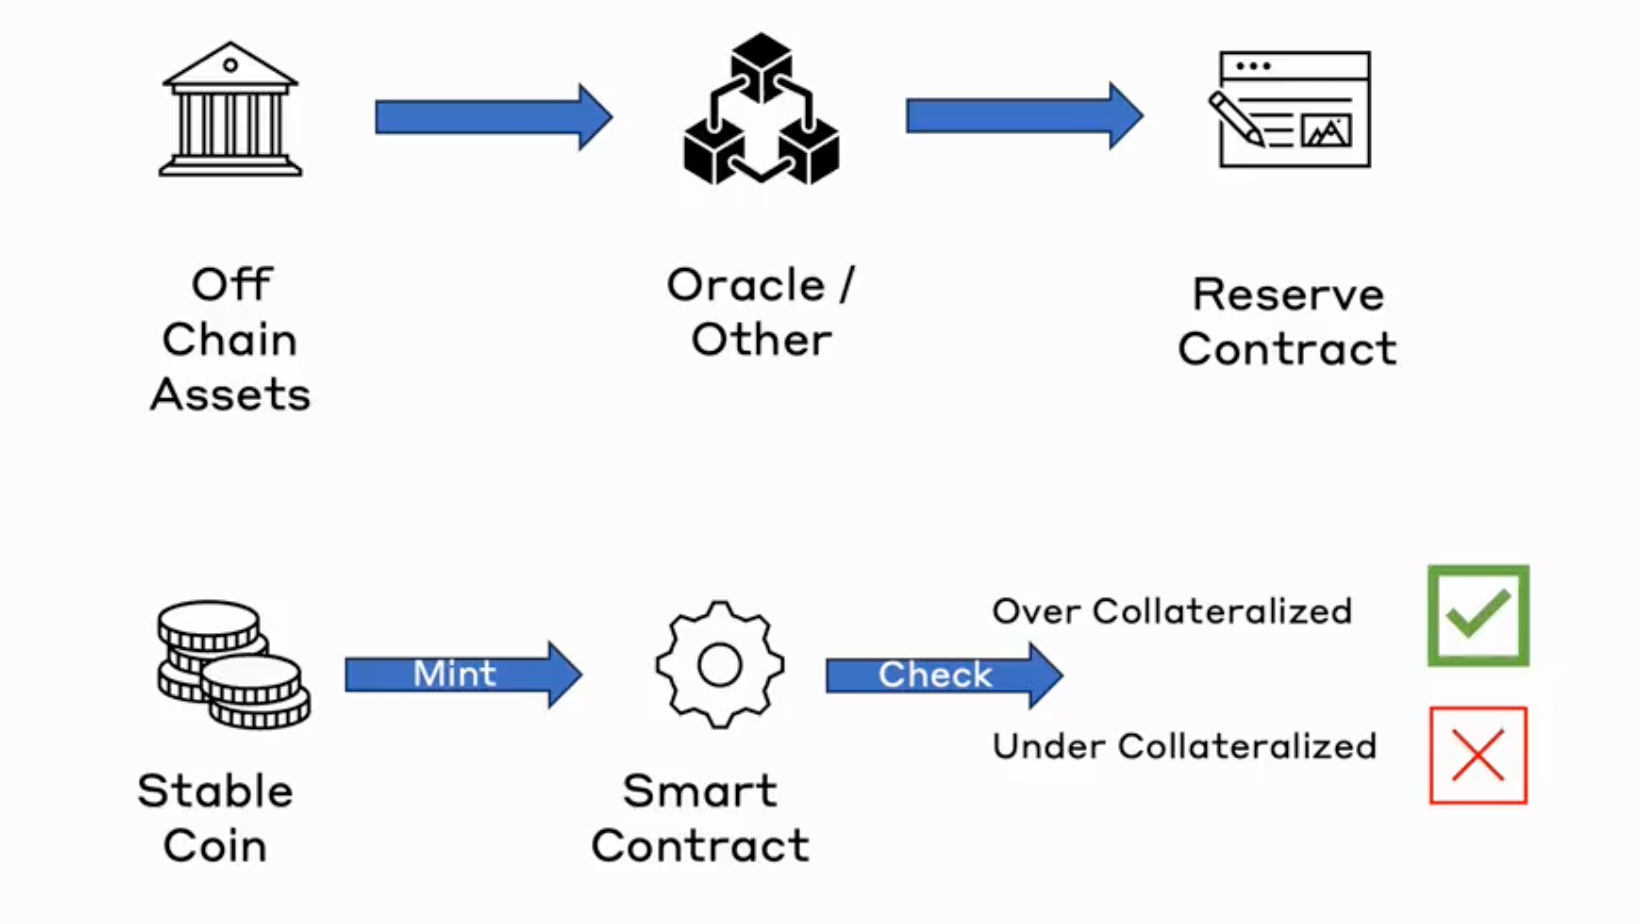 Off
Chain
Assets
Oracle /
Other
Reserve
Contract
Stable
Coin
Mint
Smart
Contract
Check
Over Collateralized
Under Collateralized